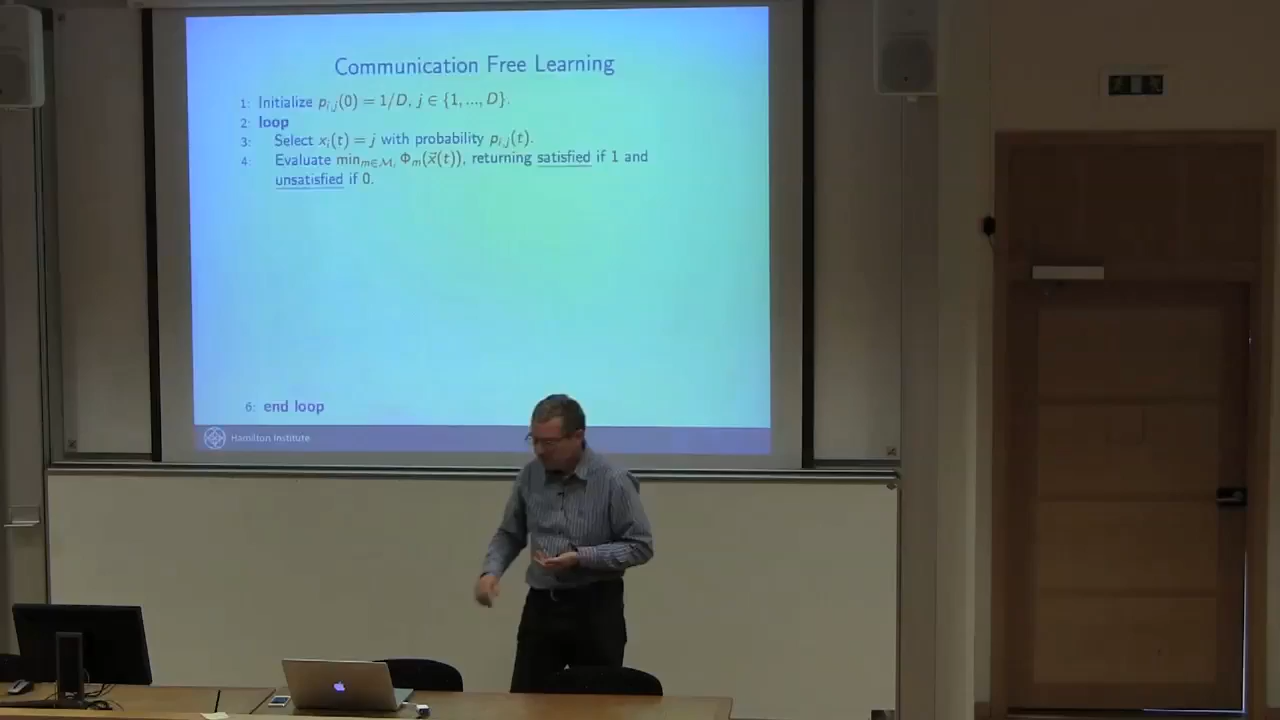 Communication Free Learning
1: Initialize p_{i,j}(0) = 1/D, j ∈ {1, ..., D}.
2: loop
3: Select x_i(t) = j with probability p_{i,j}(t).
4: Evaluate min_{m∈M_i} Φ_m(x⃗(t)), returning satisfied if 1 and
unsatisfied if 0.
6: end loop
Hamilton Institute